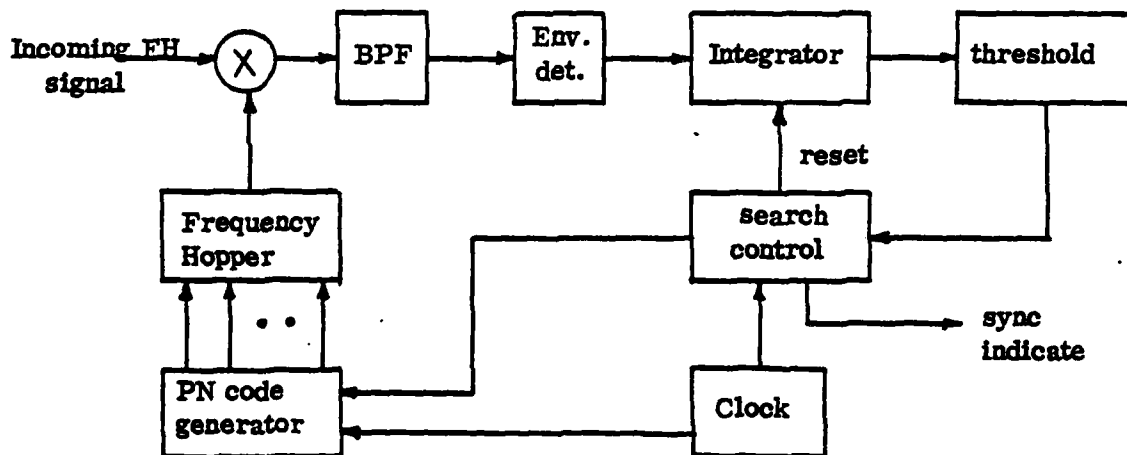 Incoming FH
signal
X
BPF
Env.
det.
Integrator
threshold
reset
Frequency
Hopper
search
control
sync
indicate
PN code
generator
Clock